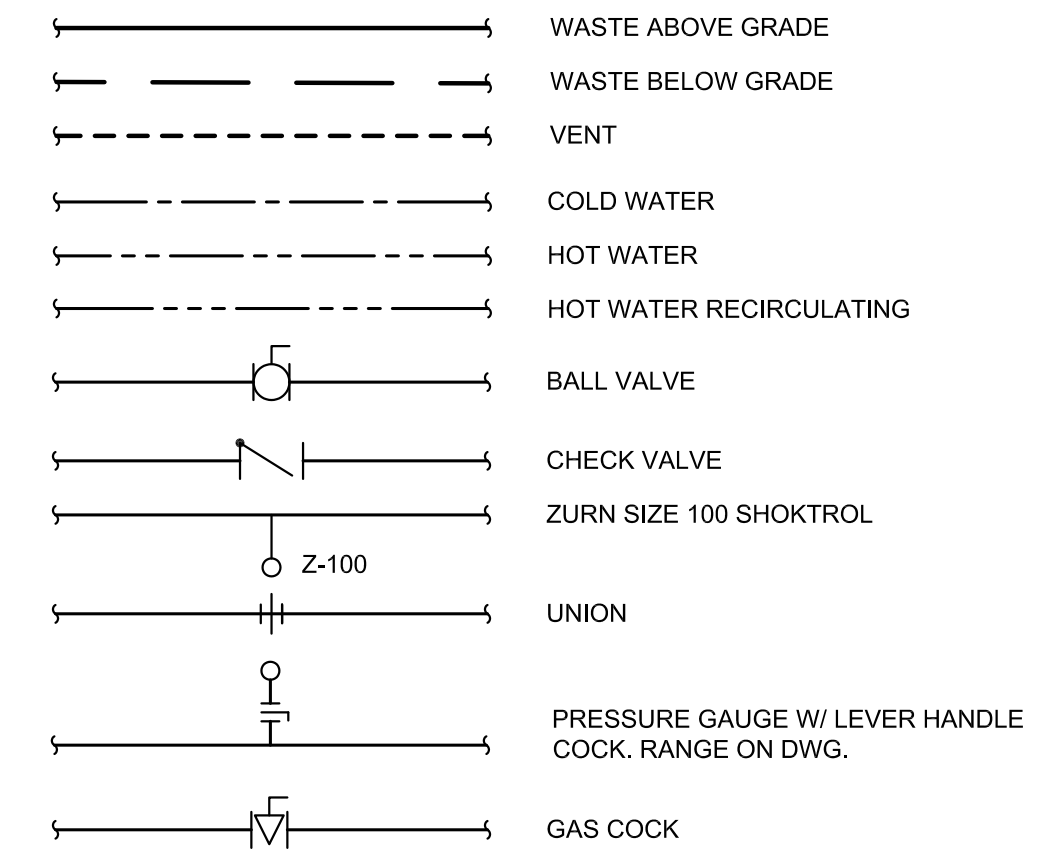 WASTE ABOVE GRADE
WASTE BELOW GRADE
VENT
COLD WATER
HOT WATER
HOT WATER RECIRCULATING
BALL VALVE
CHECK VALVE
ZURN SIZE 100 SHOKTROL
Z-100
UNION
PRESSURE GAUGE W/ LEVER HANDLE
COCK. RANGE ON DWG.
GAS COCK